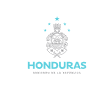 HONDURAS
GOBIERNO DE LA REPÚBLICA